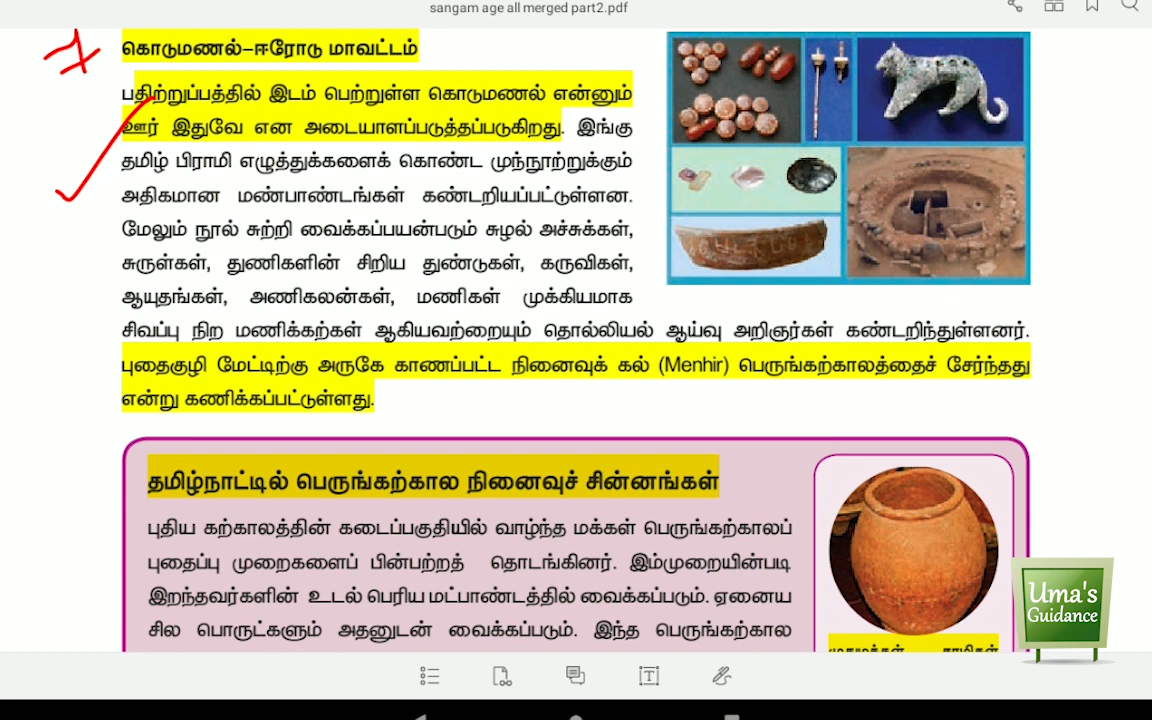 sangam age all merged part2.pdf
கொடுமணல்–ஈரோடு மாவட்டம்
பதிற்றுப்பத்தில் இடம் பெற்றுள்ள கொடுமணல் என்னும்
ஊர் இதுவே என அடையாளப்படுத்தப்படுகிறது. இங்கு
தமிழ் பிராமி எழுத்துக்களைக் கொண்ட முந்நூற்றுக்கும்
அதிகமான மண்பாண்டங்கள் கண்டறியப்பட்டுள்ளன.
மேலும் நூல் சுற்றி வைக்கப்பயன்படும் சுழல் அச்சுக்கள்,
சுருள்கள், துணிகளின் சிறிய துண்டுகள், கருவிகள்,
ஆயுதங்கள், அணிகலன்கள், மணிகள் முக்கியமாக
சிவப்பு நிற மணிக்கற்கள் ஆகியவற்றையும் தொல்லியல் ஆய்வு அறிஞர்கள் கண்டறிந்துள்ளனர்.
புதைகுழி மேட்டிற்கு அருகே காணப்பட்ட நினைவுக் கல் (Menhir) பெருங்கற்காலத்தைச் சேர்ந்தது
என்று கணிக்கப்பட்டுள்ளது.
தமிழ்நாட்டில் பெருங்கற்கால நினைவுச் சின்னங்கள்
புதிய கற்காலத்தின் கடைப்பகுதியில் வாழ்ந்த மக்கள் பெருங்கற்காலப்
புதைப்பு முறைகளைப் பின்பற்றத் தொடங்கினர். இம்முறையின்படி
இறந்தவர்களின் உடல் பெரிய மட்பாண்டத்தில் வைக்கப்படும். ஏனைய
சில பொருட்களும் அதனுடன் வைக்கப்படும். இந்த பெருங்கற்கால
Uma's
Guidance